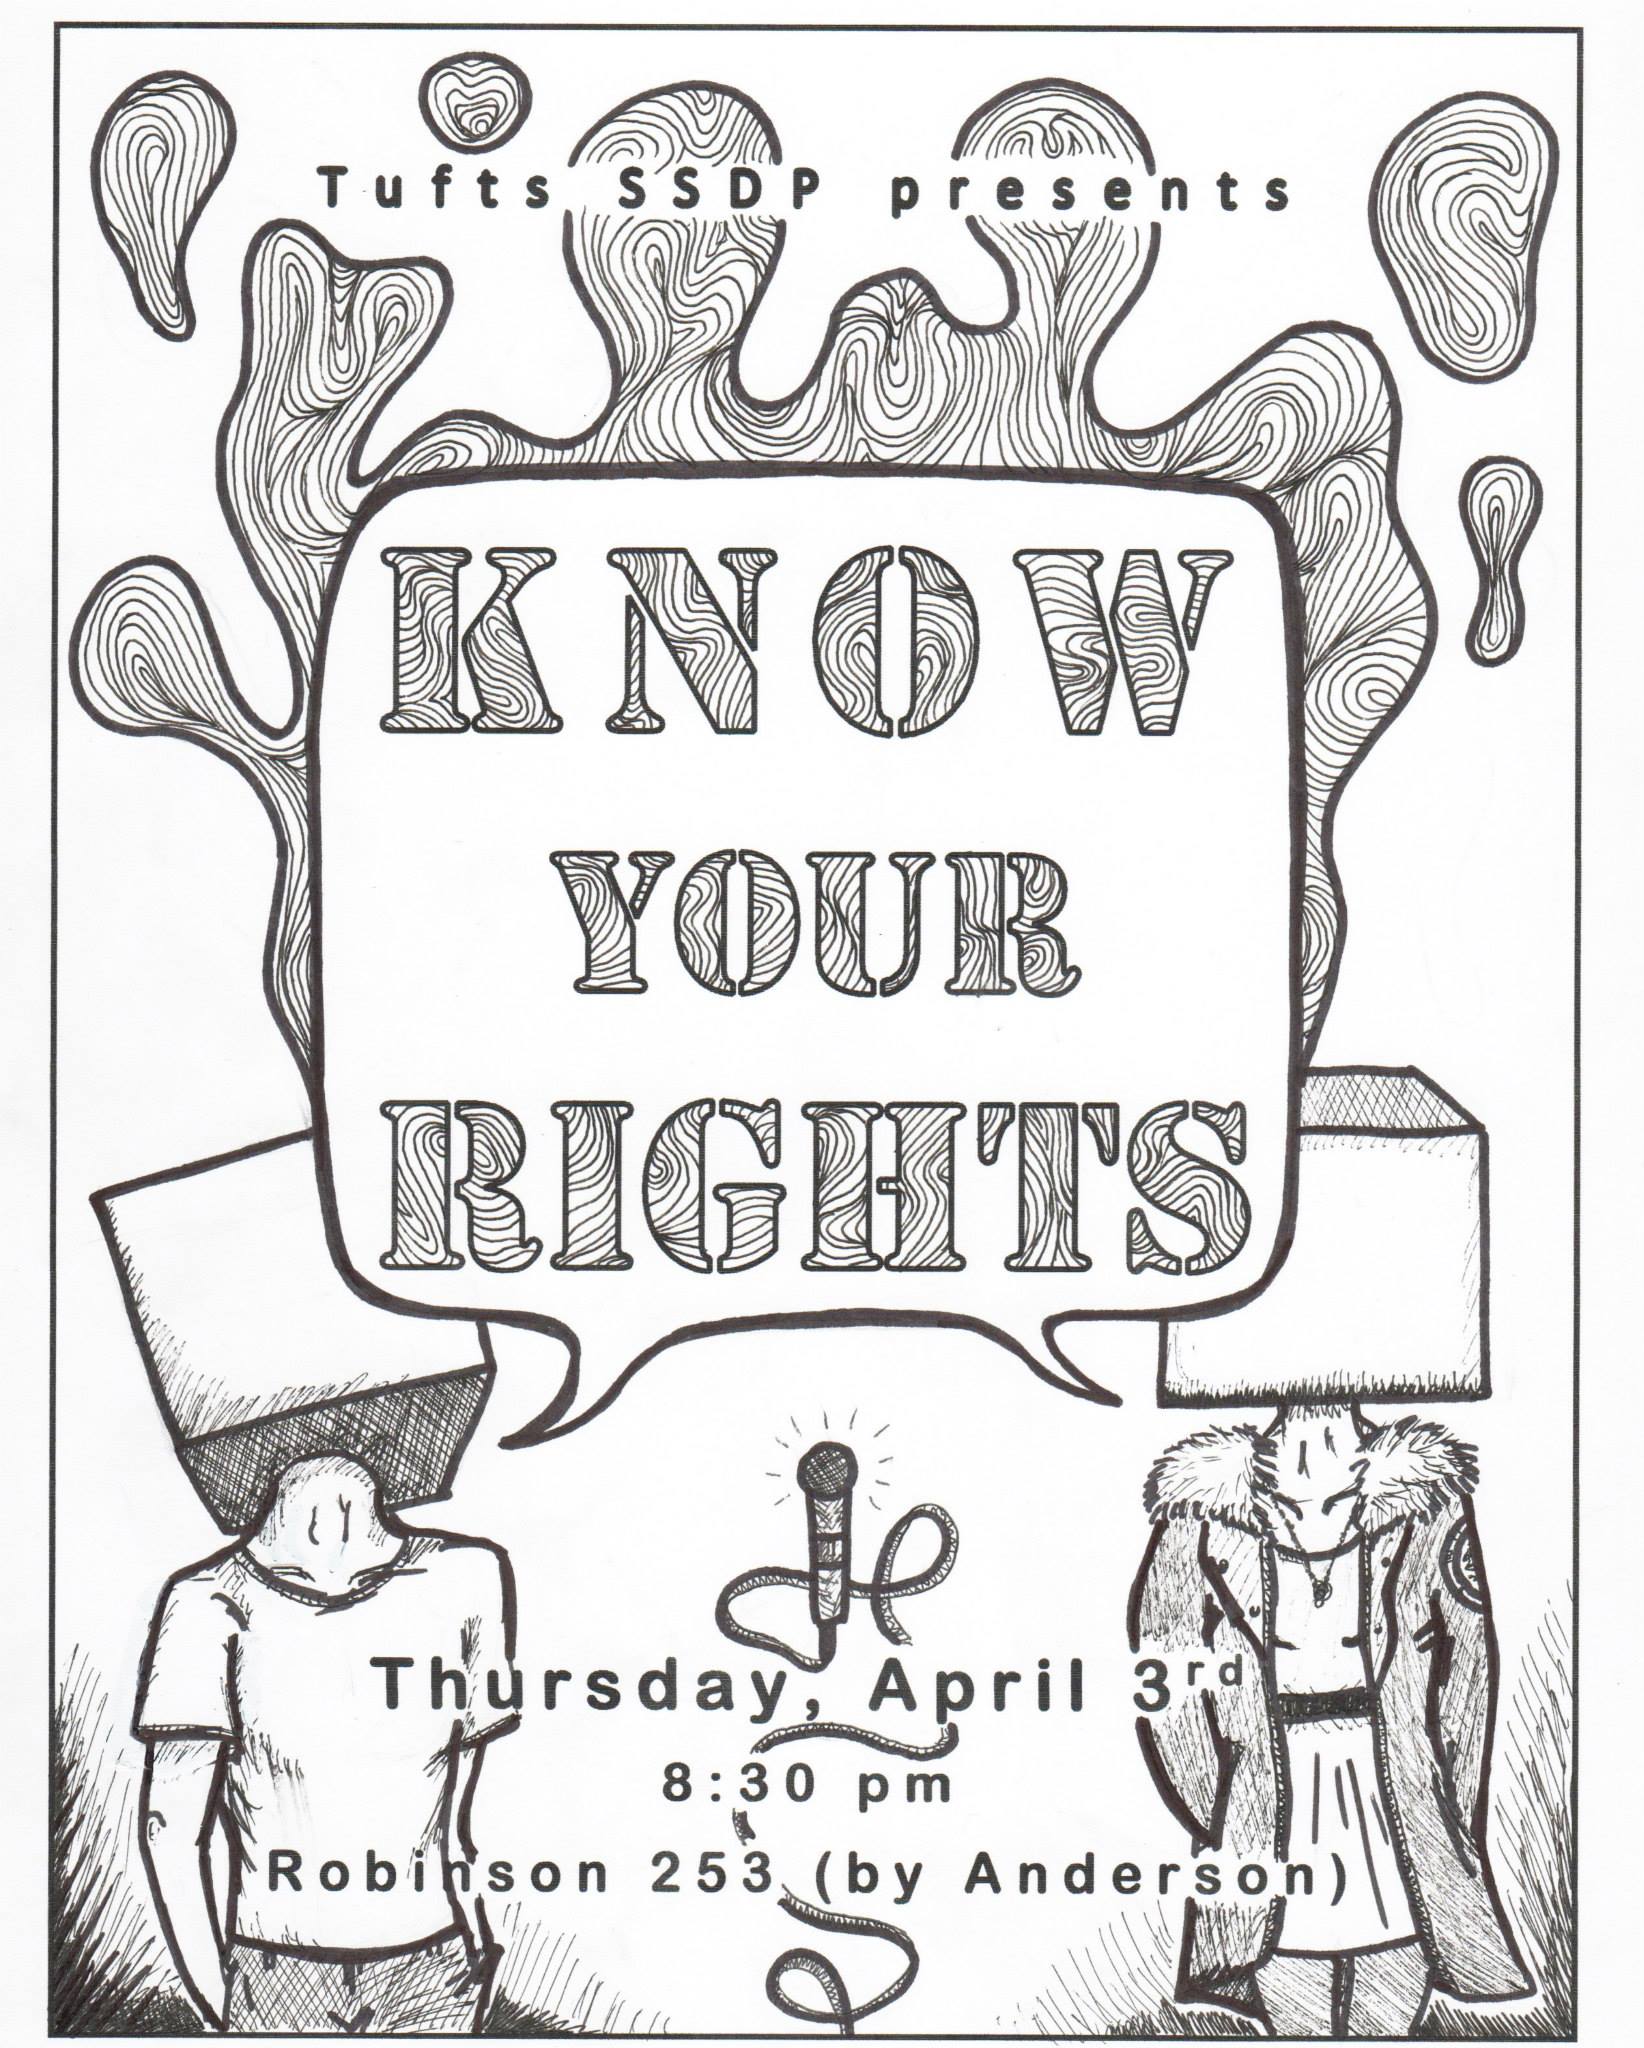 Tufts SSDP presents
KNOW
YOUR
RIGHTS
Thursday, April 3rd
8:30 pm
Robinson 253 (by Anderson)